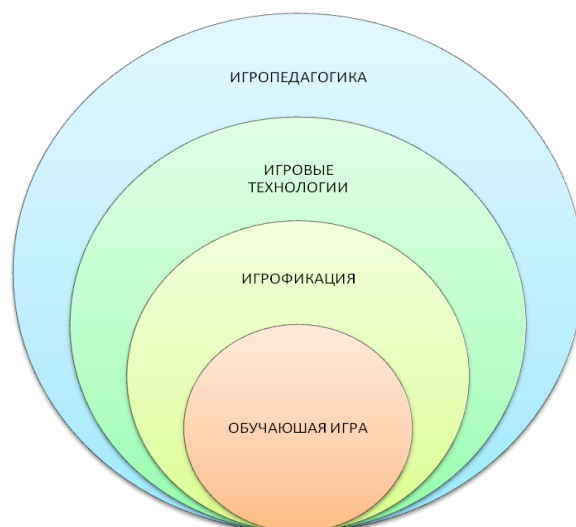 ИГРОПЕДАГОГИКА
ИГРОВЫЕ
ТЕХНОЛОГИИ
ИГРОФИКАЦИЯ
ОБУЧАЮШАЯ ИГРА